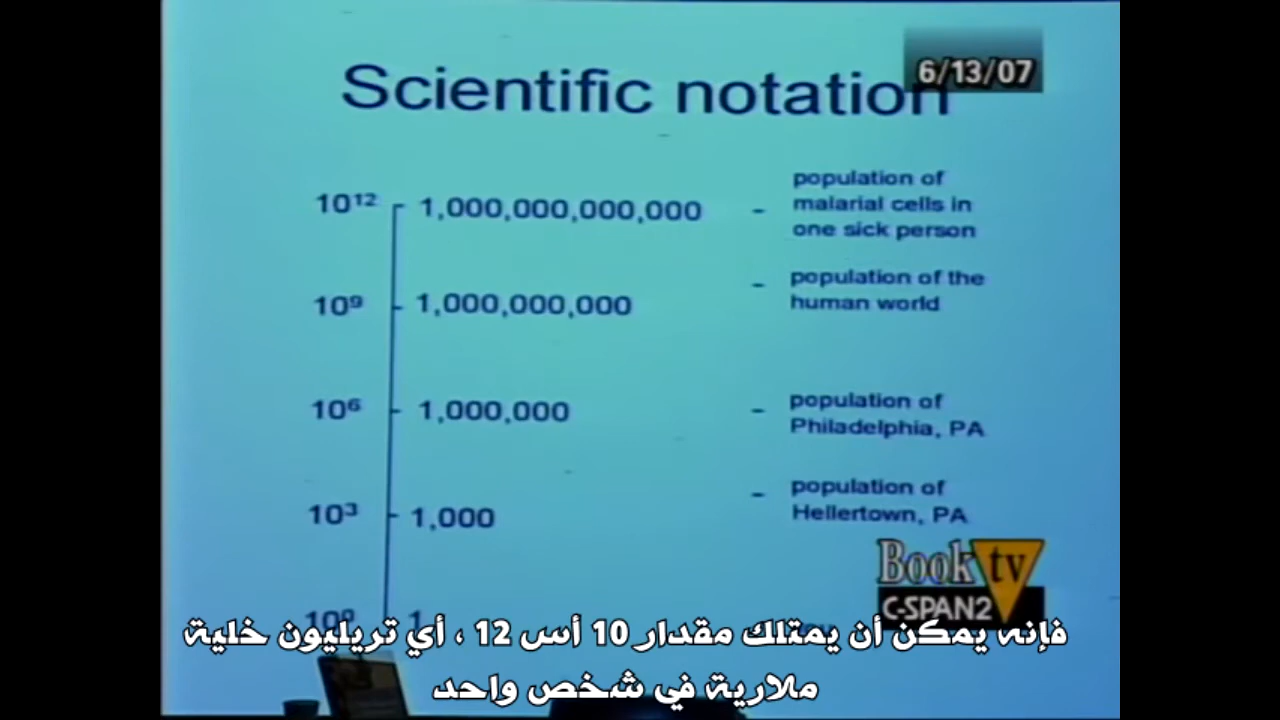 6/13/07
Scientific notation
10¹² 1,000,000,000,000 - population of
malarial cells in
one sick person
- population of the
human world
10⁹ 1,000,000,000
10⁶ 1,000,000 - population of
Philadelphia, PA
- population of
Hellertown, PA
10³ 1,000
Book tv
C-SPAN2
10⁰ 1
فإنه يمكن أن يمتلك مقدار 10 أس 12 ، أي تريليون خلية
ملارية في شخص واحد